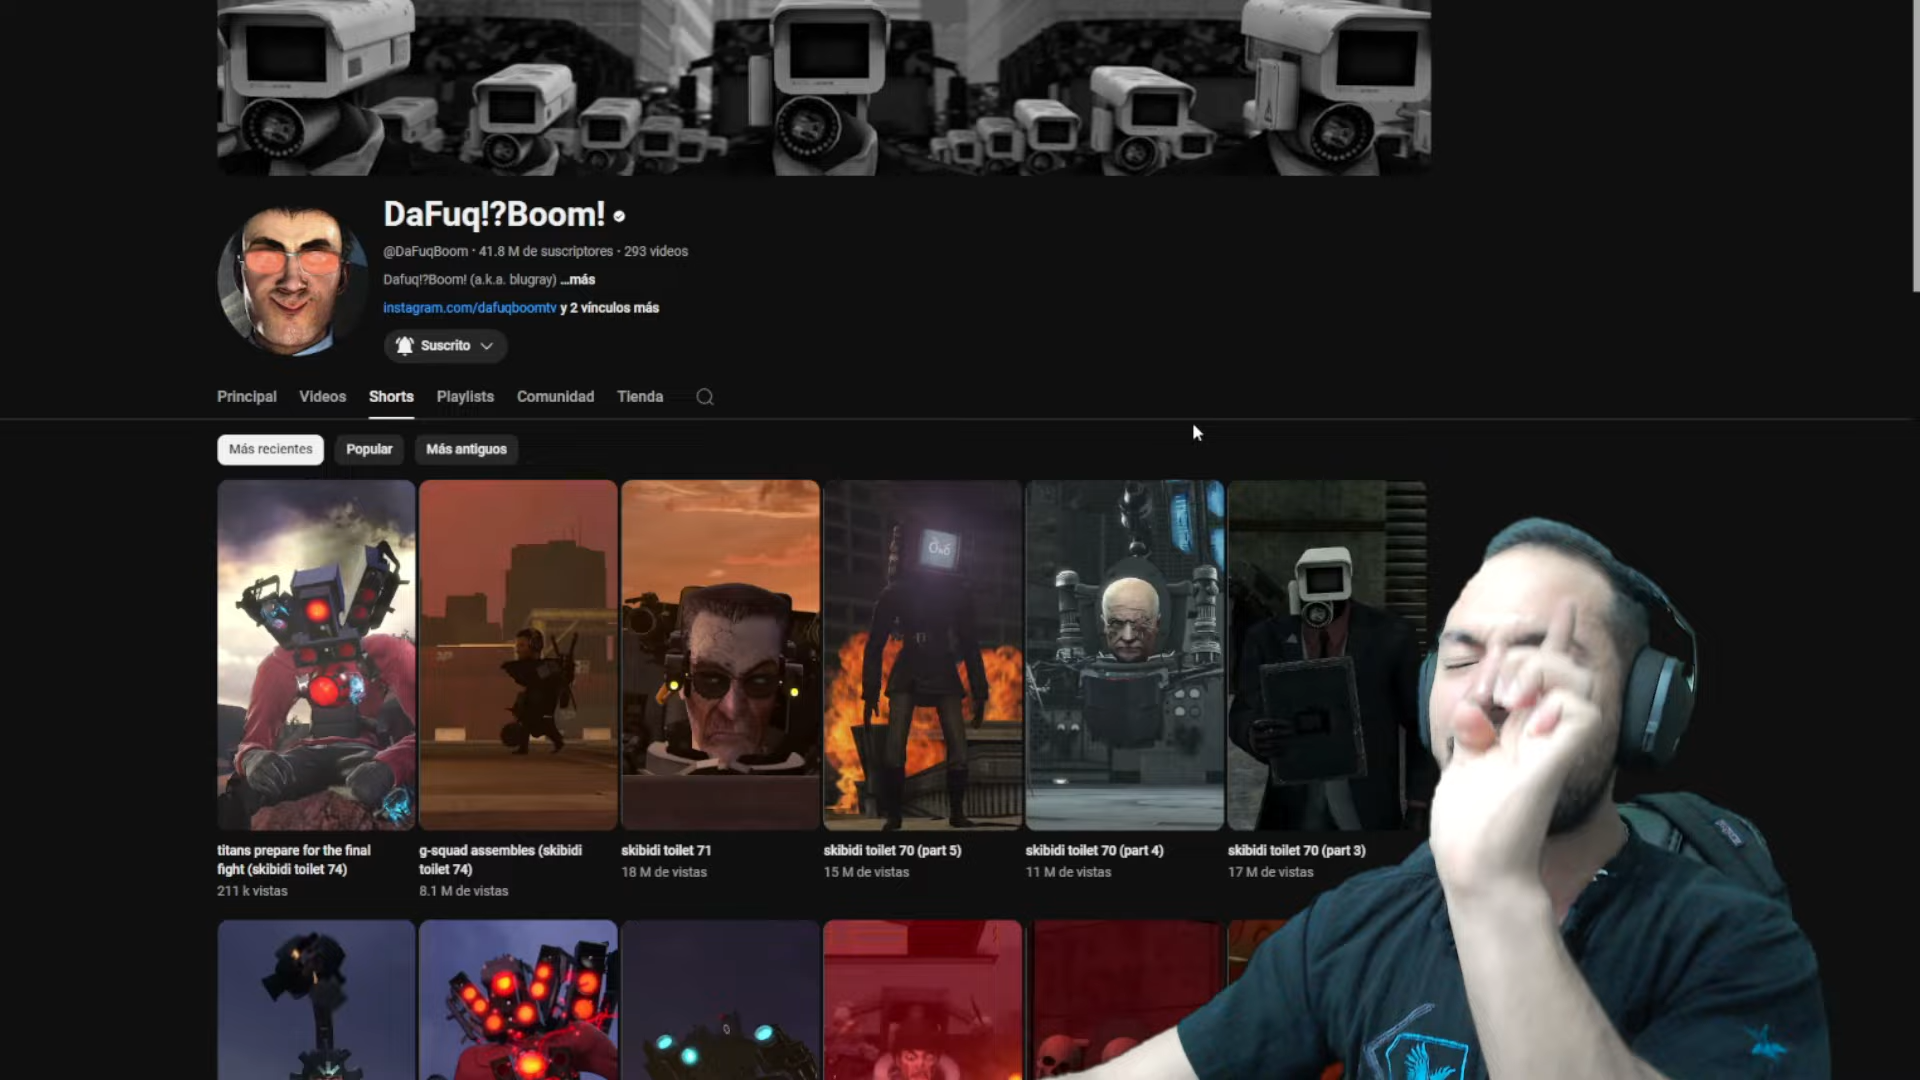 DaFuq!?Boom!
@DaFuqBoom · 41.8 M de suscriptores · 293 videos
Dafuq!?Boom! (a.k.a. blugray) ...más
instagram.com/dafuqboomtv y 2 vínculos más
Suscrito
Principal Videos Shorts Playlists Comunidad Tienda
Más recientes Popular Más antiguos
titans prepare for the final
fight (skibidi toilet 74)
211 k vistas
g-squad assembles (skibidi
toilet 74)
8.1 M de vistas
skibidi toilet 71
18 M de vistas
skibidi toilet 70 (part 5)
15 M de vistas
skibidi toilet 70 (part 4)
11 M de vistas
skibidi toilet 70 (part 3)
17 M de vistas